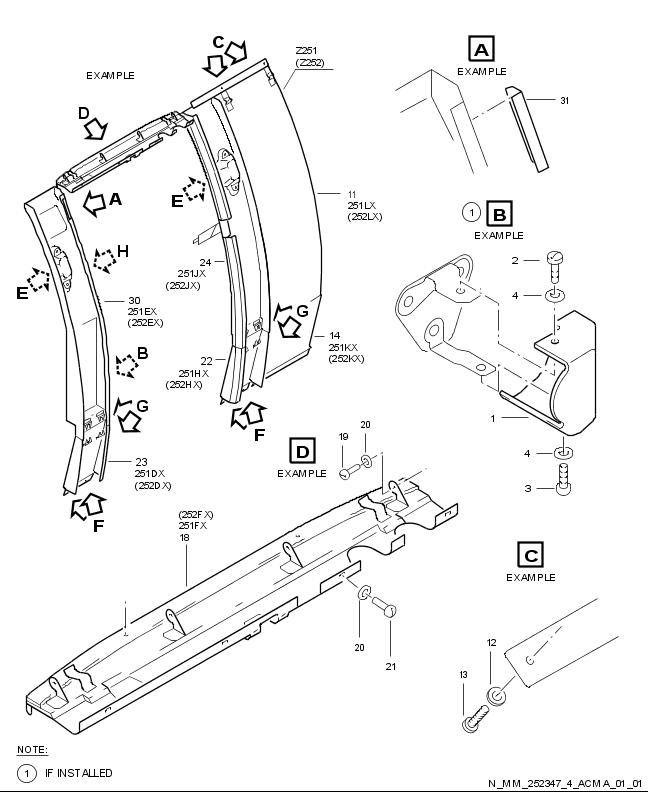 C
Z251
(Z252)
A
EXAMPLE
EXAMPLE
D
31
A
E
11
251LX
(252LX)
1 B
EXAMPLE
H
2
24
251JX
(252JX)
4
E
30
251EX
(252EX)
G
14
251KX
(252KX)
B
22
251HX
(252HX)
G
1
F
20
19
D
EXAMPLE
4
23
251DX
(252DX)
3
F
(252FX)
251FX
18
C
EXAMPLE
20
21
12
13
NOTE:
1 IF INSTALLED
N_MM_252347_4_ACMA_01_01